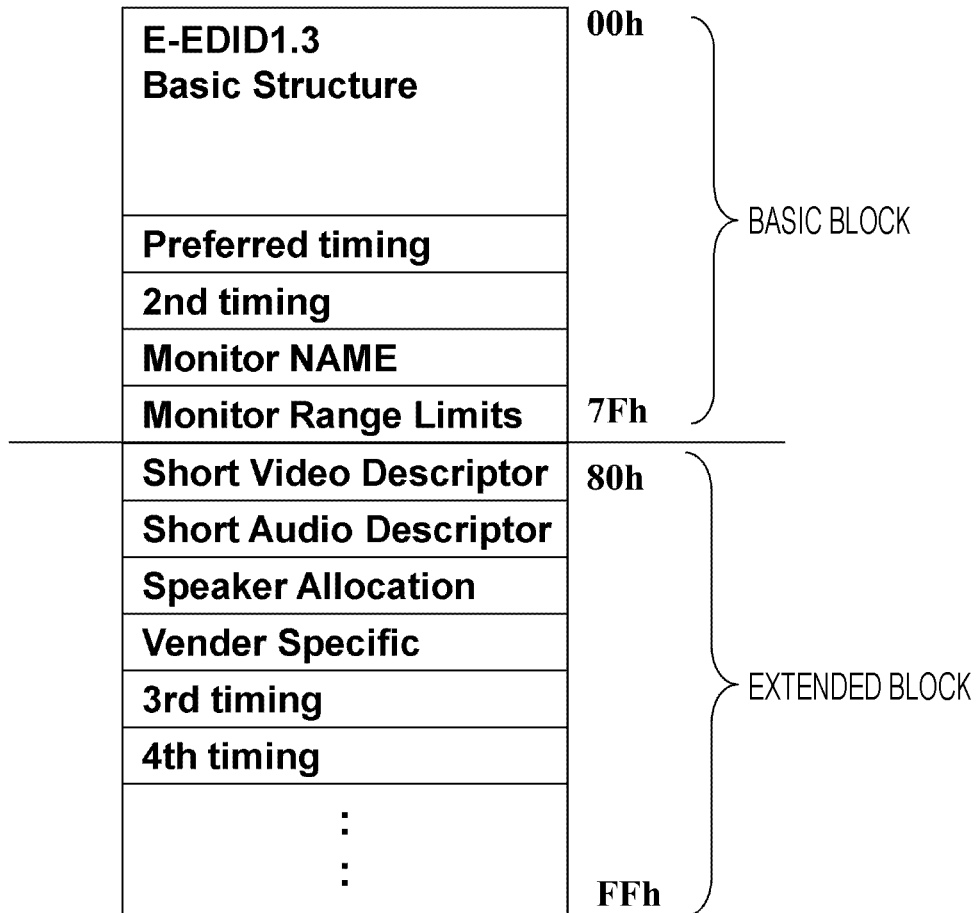 E-EDID1.3
Basic Structure
00h
BASIC BLOCK
Preferred timing
2nd timing
Monitor NAME
Monitor Range Limits
7Fh
Short Video Descriptor
80h
Short Audio Descriptor
Speaker Allocation
Vender Specific
3rd timing
EXTENDED BLOCK
4th timing
:
:
FFh